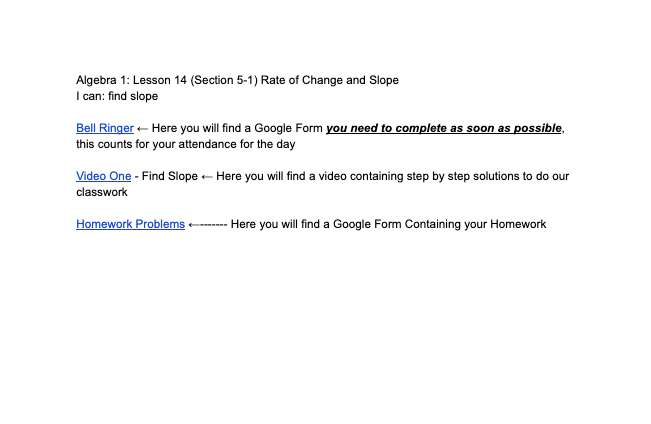 Algebra 1: Lesson 14 (Section 5-1) Rate of Change and Slope
I can: find slope
Bell Ringer ← Here you will find a Google Form you need to complete as soon as possible,
this counts for your attendance for the day
Video One - Find Slope ← Here you will find a video containing step by step solutions to do our
classwork
Homework Problems ←------- Here you will find a Google Form Containing your Homework